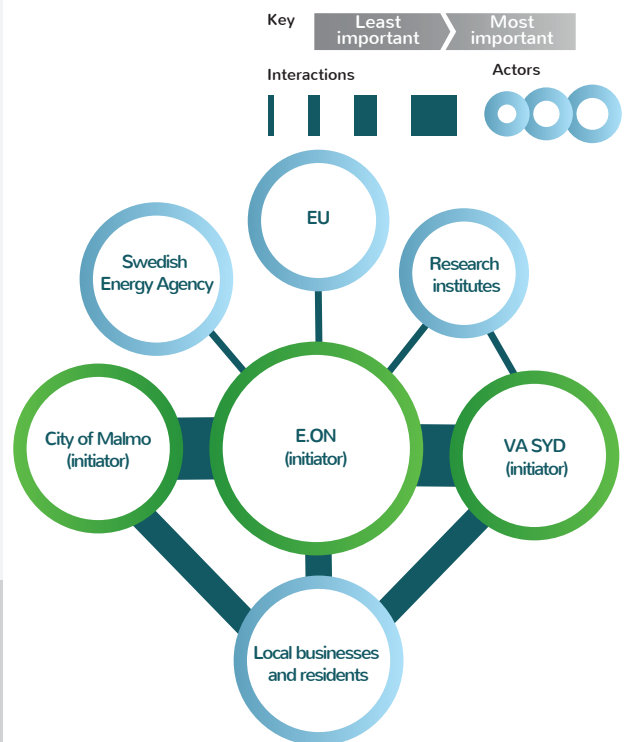 Key
Least
important
Most
important
Interactions
Actors
EU
Swedish
Energy Agency
Research
institutes
City of Malmo
(initiator)
E.ON
(initiator)
VA SYD
(initiator)
Local businesses
and residents